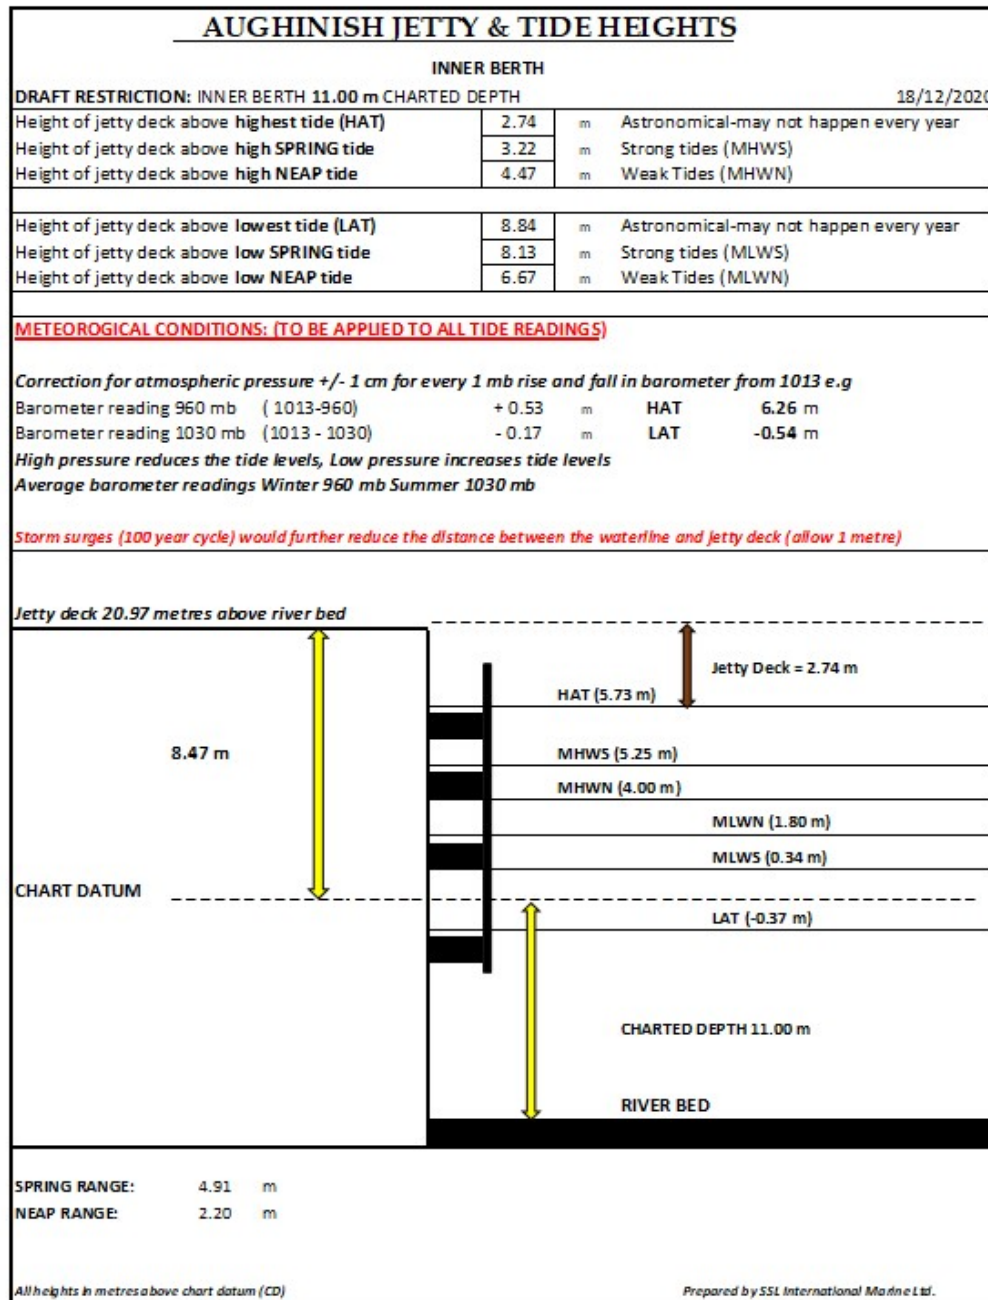 AUGHINISH JETTY & TIDE HEIGHTS
INNER BERTH
DRAFT RESTRICTION: INNER BERTH 11.00 m CHARTED DEPTH 18/12/2020
Height of jetty deck above highest tide (HAT) 2.74 m Astronomical-may not happen every year
Height of jetty deck above high SPRING tide 3.22 m Strong tides (MHWS)
Height of jetty deck above high NEAP tide 4.47 m Weak Tides (MHWN)
Height of jetty deck above lowest tide (LAT) 8.84 m Astronomical-may not happen every year
Height of jetty deck above low SPRING tide 8.13 m Strong tides (MLWS)
Height of jetty deck above low NEAP tide 6.67 m Weak Tides (MLWN)
METEOROGICAL CONDITIONS: (TO BE APPLIED TO ALL TIDE READINGS)
Correction for atmospheric pressure +/- 1 cm for every 1 mb rise and fall in barometer from 1013 e.g
Barometer reading 960 mb ( 1013-960) + 0.53 m HAT 6.26 m
Barometer reading 1030 mb (1013 - 1030) - 0.17 m LAT -0.54 m
High pressure reduces the tide levels, Low pressure increases tide levels
Average barometer readings Winter 960 mb Summer 1030 mb
Storm surges (100 year cycle) would further reduce the distance between the waterline and jetty deck (allow 1 metre)
Jetty deck 20.97 metres above river bed
Jetty Deck = 2.74 m
HAT (5.73 m)
8.47 m
MHWS (5.25 m)
MHWN (4.00 m)
MLWN (1.80 m)
MLWS (0.34 m)
CHART DATUM
LAT (-0.37 m)
CHARTED DEPTH 11.00 m
RIVER BED
SPRING RANGE: 4.91 m
NEAP RANGE: 2.20 m
All heights in metres above chart datum (CD) Prepared by SSL International Marine Ltd.